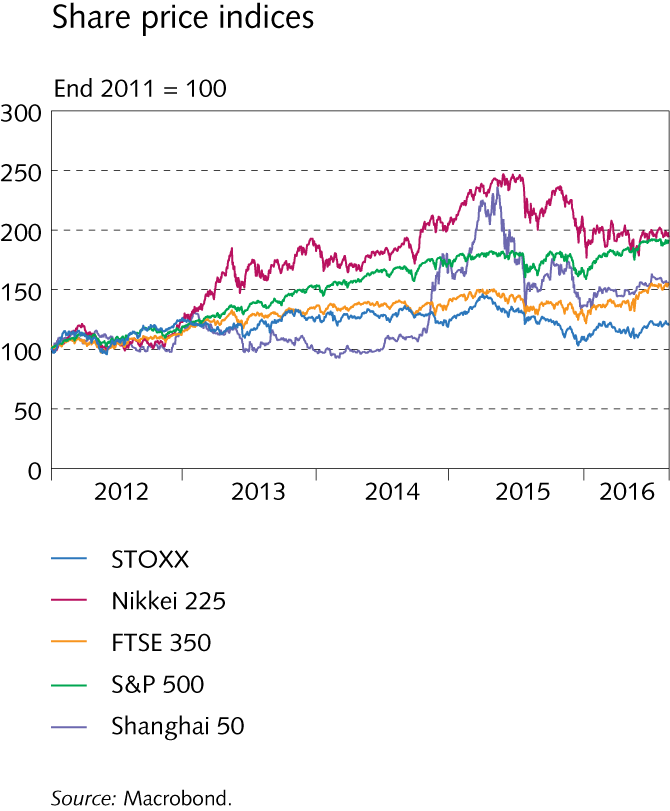 Share price indices
End 2011 = 100
300
250
200
150
100
50
0
2012 2013 2014 2015 2016
STOXX
Nikkei 225
FTSE 350
S&P 500
Shanghai 50
Source: Macrobond.